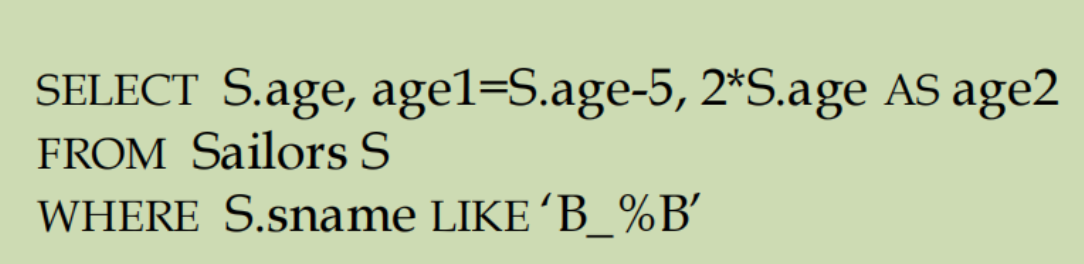 SELECT S.age, age1=S.age-5, 2*S.age AS age2
FROM Sailors S
WHERE S.sname LIKE ‘B_%B’